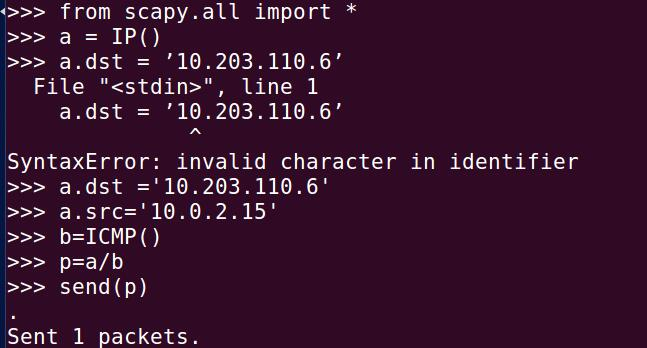 >>> from scapy.all import *
>>> a = IP()
>>> a.dst = ’10.203.110.6’
  File "<stdin>", line 1
    a.dst = ’10.203.110.6’
              ^
SyntaxError: invalid character in identifier
>>> a.dst ='10.203.110.6'
>>> a.src='10.0.2.15'
>>> b=ICMP()
>>> p=a/b
>>> send(p)
.
Sent 1 packets.